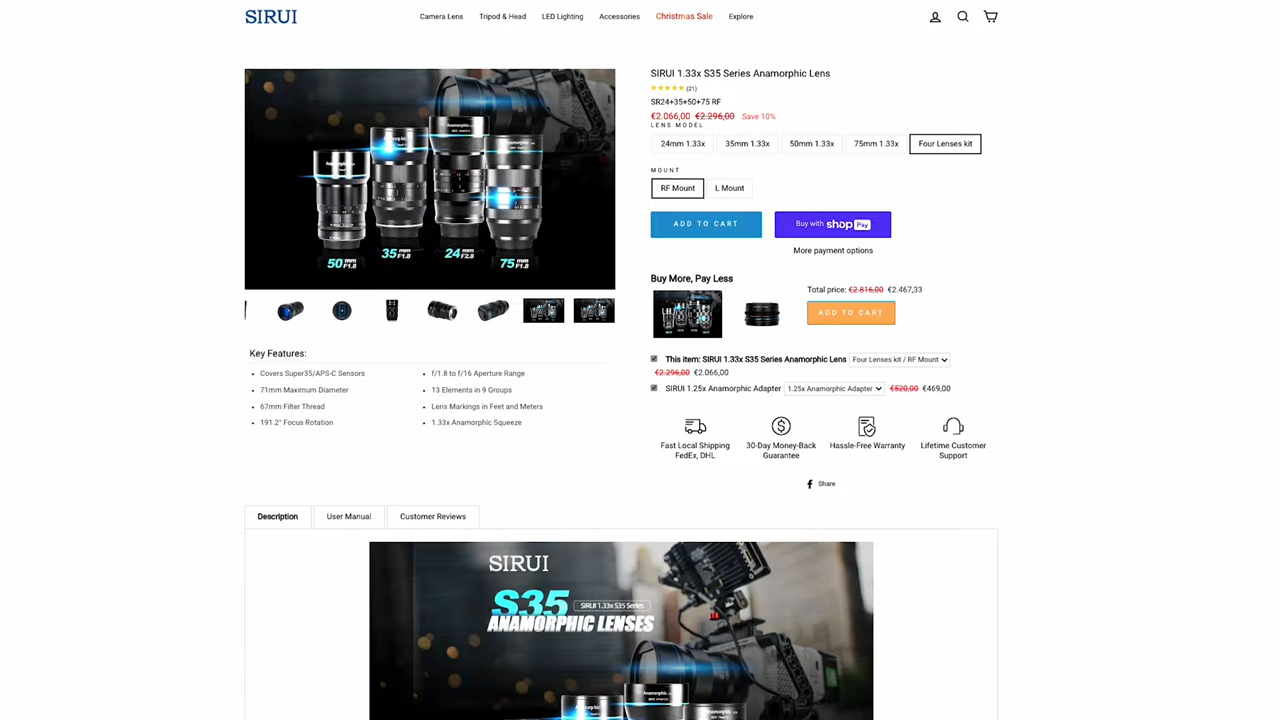 SIRUI
Camera Lens
Tripod & Head
LED Lighting
Accessories
Christmas Sale
Explore
50mm F1.8
35mm F1.8
24mm F2.8
75mm F1.8
SIRUI 1.33x S35 Series Anamorphic Lens
(21)
SR24+35+50+75 RF
€2.066,00 €2.296,00 Save 10%
LENS MODEL
24mm 1.33x
35mm 1.33x
50mm 1.33x
75mm 1.33x
Four Lenses kit
MOUNT
RF Mount
L Mount
ADD TO CART
Buy with shop Pay
More payment options
Buy More, Pay Less
Total price: €2.816,00 €2.467,33
ADD TO CART
This item: SIRUI 1.33x S35 Series Anamorphic Lens Four Lenses kit / RF Mount
€2.296,00 €2.066,00
SIRUI 1.25x Anamorphic Adapter 1.25x Anamorphic Adapter €520,00 €469,00
Fast Local Shipping
FedEx, DHL
30-Day Money-Back
Guarantee
Hassle-Free Warranty
Lifetime Customer
Support
Share
Key Features:
Covers Super35/APS-C Sensors
71mm Maximum Diameter
67mm Filter Thread
191.2° Focus Rotation
f/1.8 to f/16 Aperture Range
13 Elements in 9 Groups
Lens Markings in Feet and Meters
1.33x Anamorphic Squeeze
Description
User Manual
Customer Reviews
SIRUI
S35 SIRUI 1.33x S35 Series
ANAMORPHIC LENSES